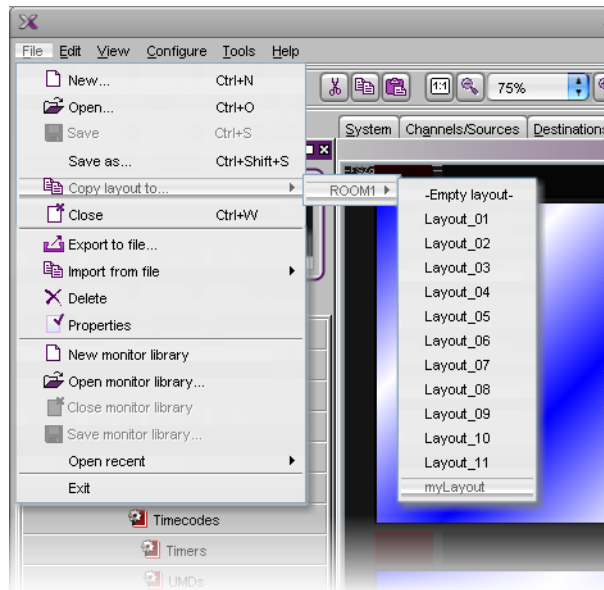 File Edit View Configure Tools Help
New... Ctrl+N
Open... Ctrl+O
Save Ctrl+S
Save as... Ctrl+Shift+S
Copy layout to...
Close Ctrl+W
Export to file...
Import from file
Delete
Properties
New monitor library
Open monitor library...
Close monitor library
Save monitor library...
Open recent
Exit
ROOM1
-Empty layout-
Layout_01
Layout_02
Layout_03
Layout_04
Layout_05
Layout_06
Layout_07
Layout_08
Layout_09
Layout_10
Layout_11
myLayout
1:1 75%
System Channels/Sources Destinations
Timecodes
Timers
UMDs